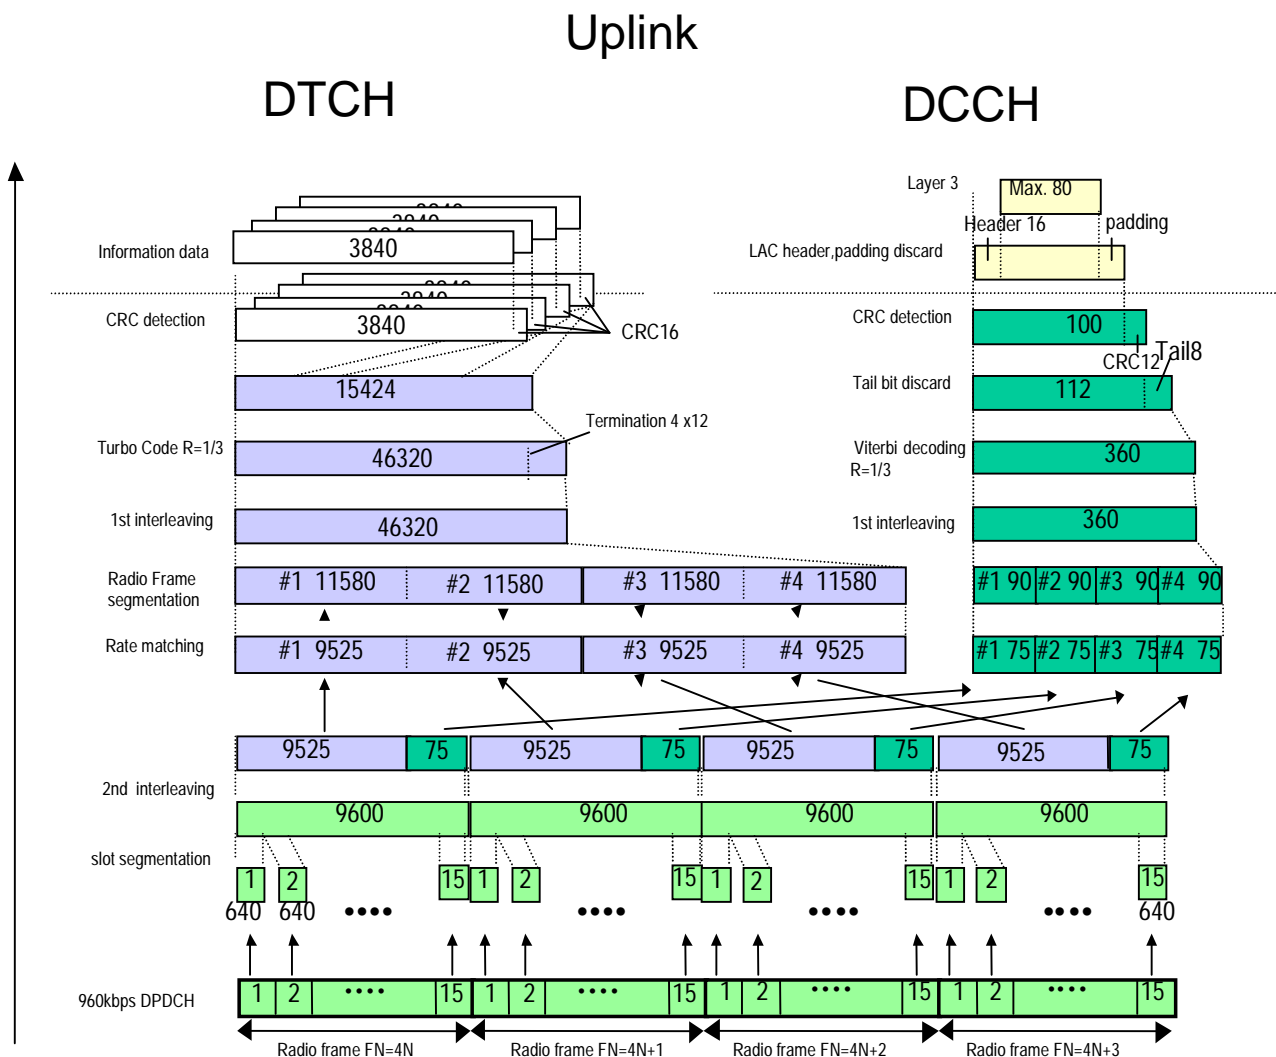 Uplink
DTCH
DCCH
Layer 3
Max. 80
Header 16
padding
3840
3840
3840
Information data
3840
LAC header,padding discard
3840
3840
3840
CRC detection
3840
CRC16
CRC detection
100
CRC12
Tail8
15424
Tail bit discard
112
Termination 4 x12
Turbo Code R=1/3
46320
Viterbi decoding
R=1/3
360
1st interleaving
46320
1st interleaving
360
Radio Frame
segmentation
#1 11580
#2 11580
#3 11580
#4 11580
#1 90
#2 90
#3 90
#4 90
Rate matching
#1 9525
#2 9525
#3 9525
#4 9525
#1 75
#2 75
#3 75
#4 75
9525
75
9525
75
9525
75
9525
75
2nd interleaving
9600
9600
9600
9600
slot segmentation
1
2
15
1
2
15
1
2
15
1
2
15
640
640
••••
••••
••••
••••
640
960kbps DPDCH
1
2
••••
15
1
2
••••
15
1
2
••••
15
1
2
••••
15
Radio frame FN=4N
Radio frame FN=4N+1
Radio frame FN=4N+2
Radio frame FN=4N+3